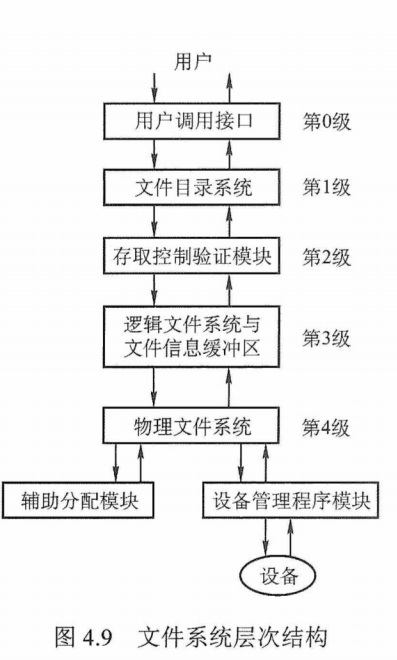 用户
用户调用接口 第0级
文件目录系统 第1级
存取控制验证模块 第2级
逻辑文件系统与
文件信息缓冲区 第3级
物理文件系统 第4级
辅助分配模块 设备管理程序模块
设备
图 4.9 文件系统层次结构